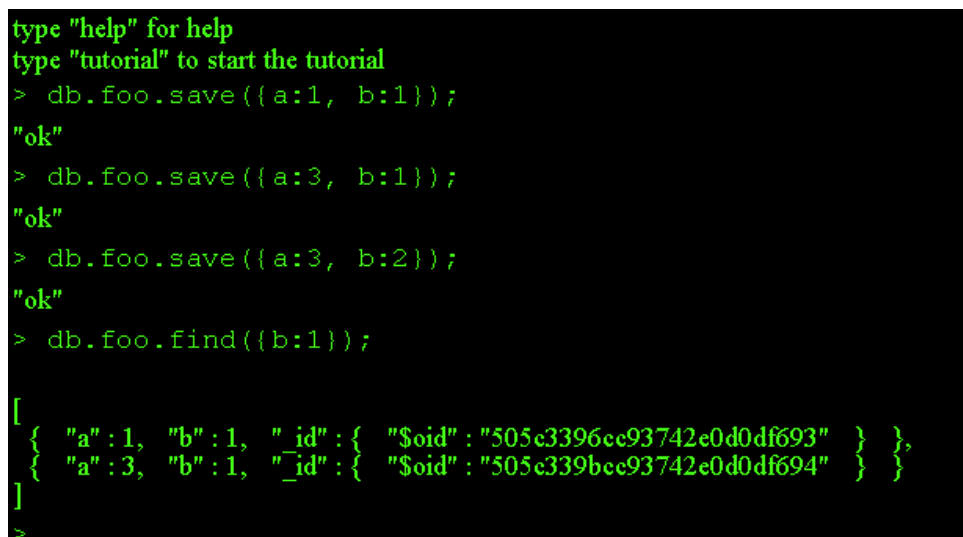 type "help" for help
type "tutorial" to start the tutorial
> db.foo.save({a:1, b:1});
"ok"
> db.foo.save({a:3, b:1});
"ok"
> db.foo.save({a:3, b:2});
"ok"
> db.foo.find({b:1});
[
{ "a" : 1, "b" : 1, "_id" : { "$oid" : "505c3396cc93742e0d0df693" } },
{ "a" : 3, "b" : 1, "_id" : { "$oid" : "505c339bcc93742e0d0df694" } }
]
>